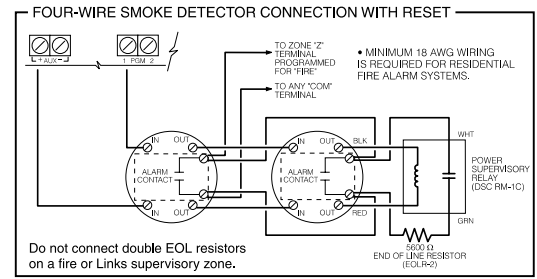 FOUR-WIRE SMOKE DETECTOR CONNECTION WITH RESET
+ AUX - 1 PGM 2
TO ZONE "Z"
TERMINAL
PROGRAMMED
FOR "FIRE"
TO ANY "COM"
TERMINAL
• MINIMUM 18 AWG WIRING
IS REQUIRED FOR RESIDENTIAL
FIRE ALARM SYSTEMS.
IN OUT IN OUT BLK WHT
ALARM
CONTACT
ALARM
CONTACT
POWER
SUPERVISORY
RELAY
(DSC RM-1C)
IN OUT IN OUT RED GRN
5600 Ω
END OF LINE RESISTOR
(EOLR-2)
Do not connect double EOL resistors
on a fire or Links supervisory zone.